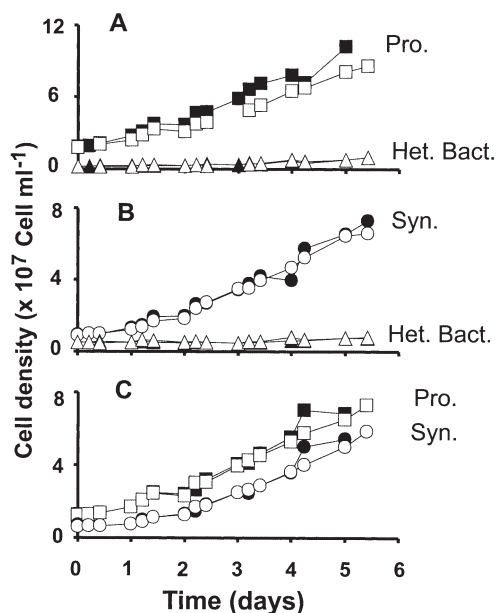 A
12
6
0
Pro.
Het. Bact.
B
8
4
0
Syn.
Het. Bact.
C
8
4
0
Pro.
Syn.
0 1 2 3 4 5 6
Cell density (x 10⁷ Cell ml⁻¹)
Time (days)